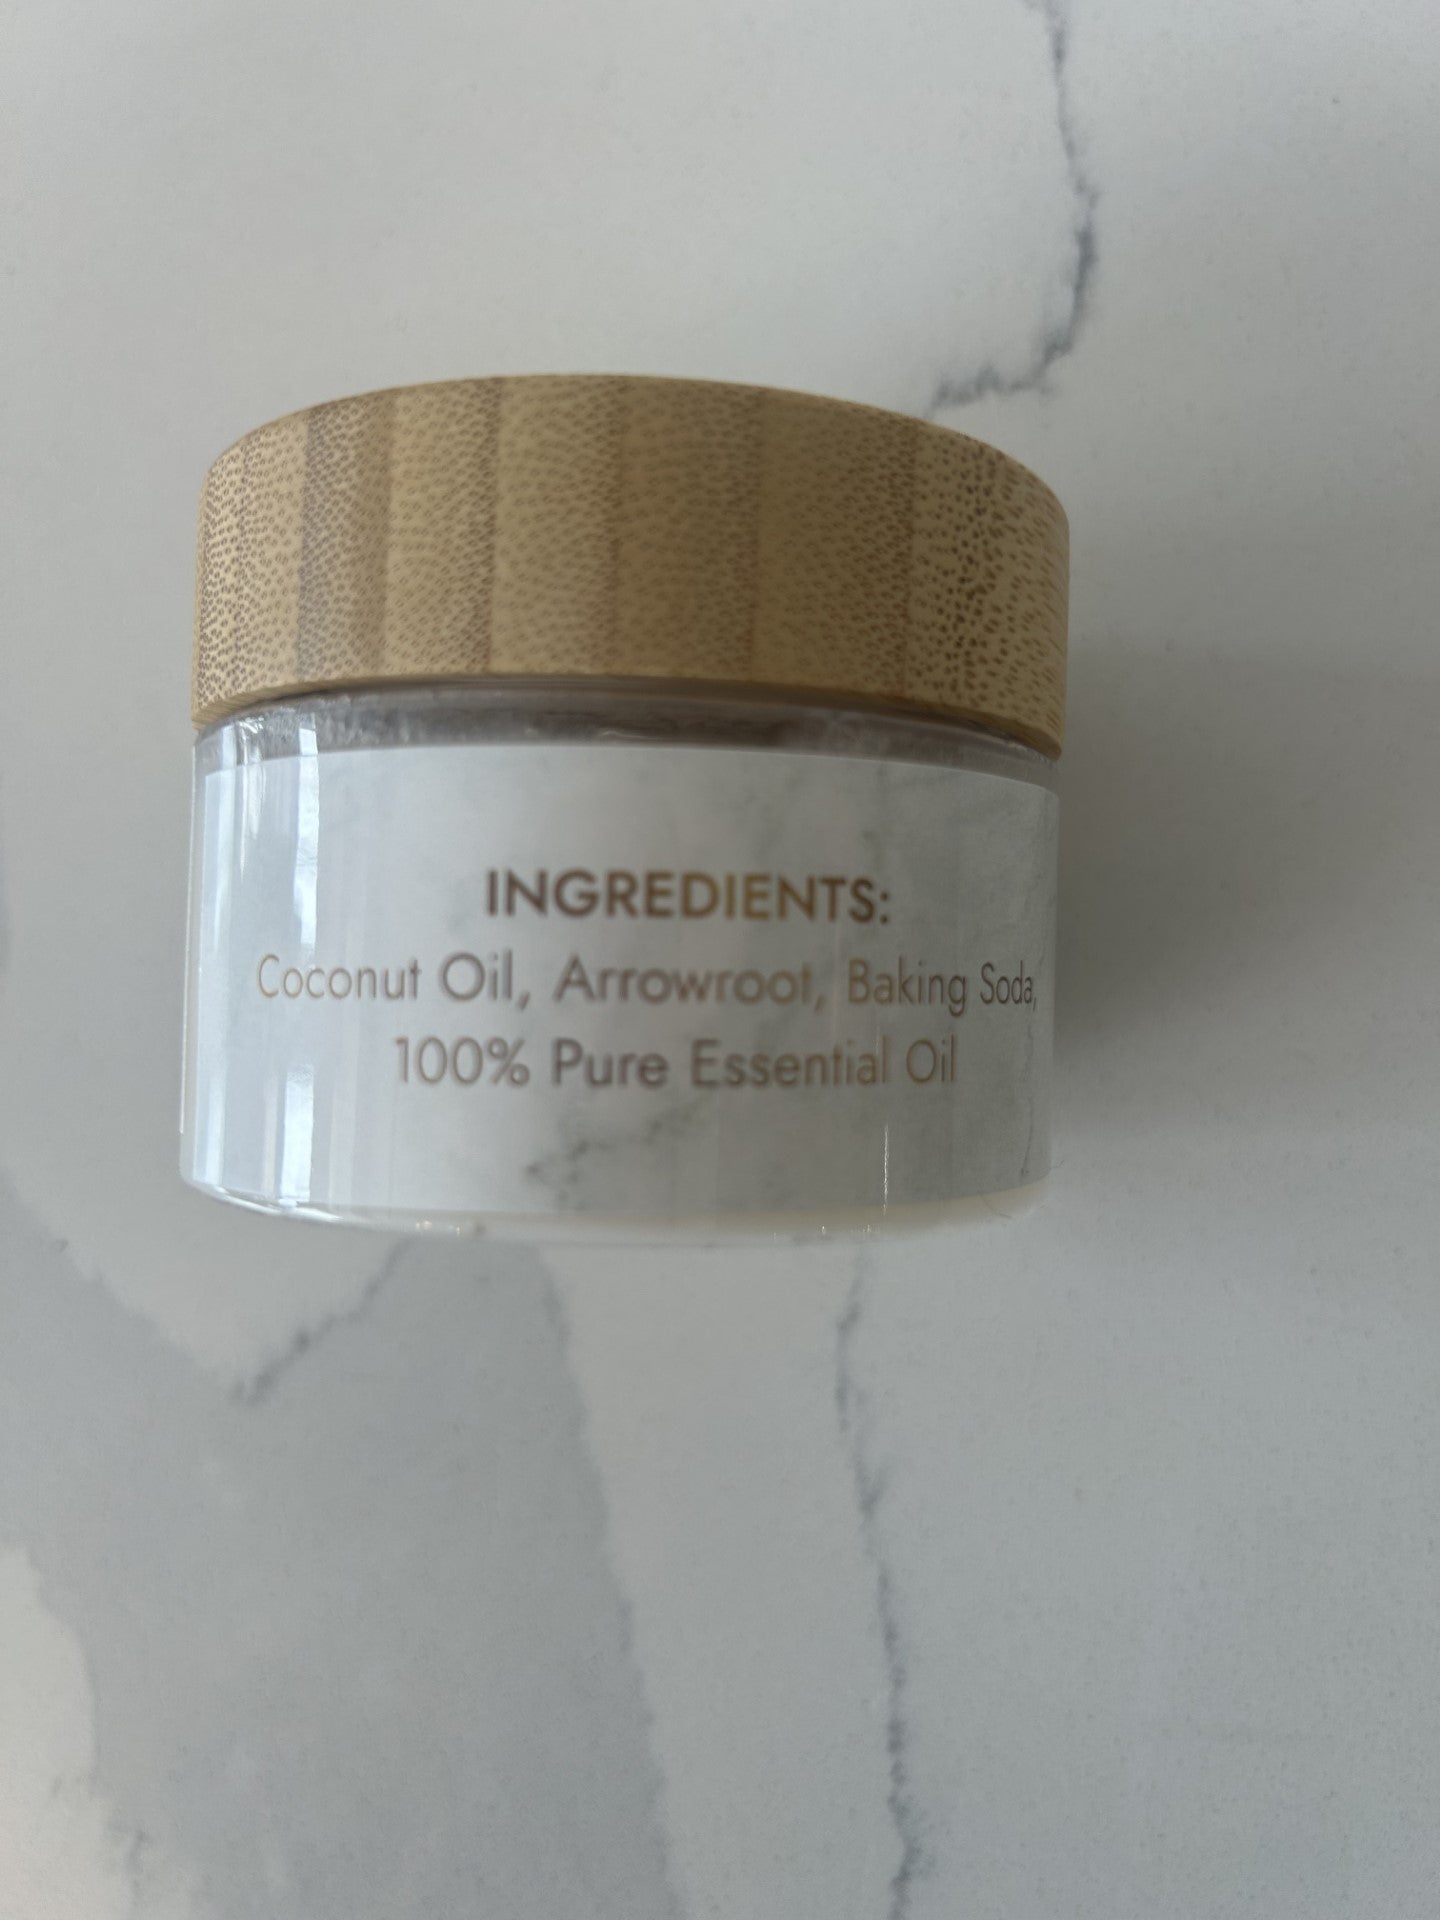 INGREDIENTS:
Coconut Oil, Arrowroot, Baking Soda,
100% Pure Essential Oil